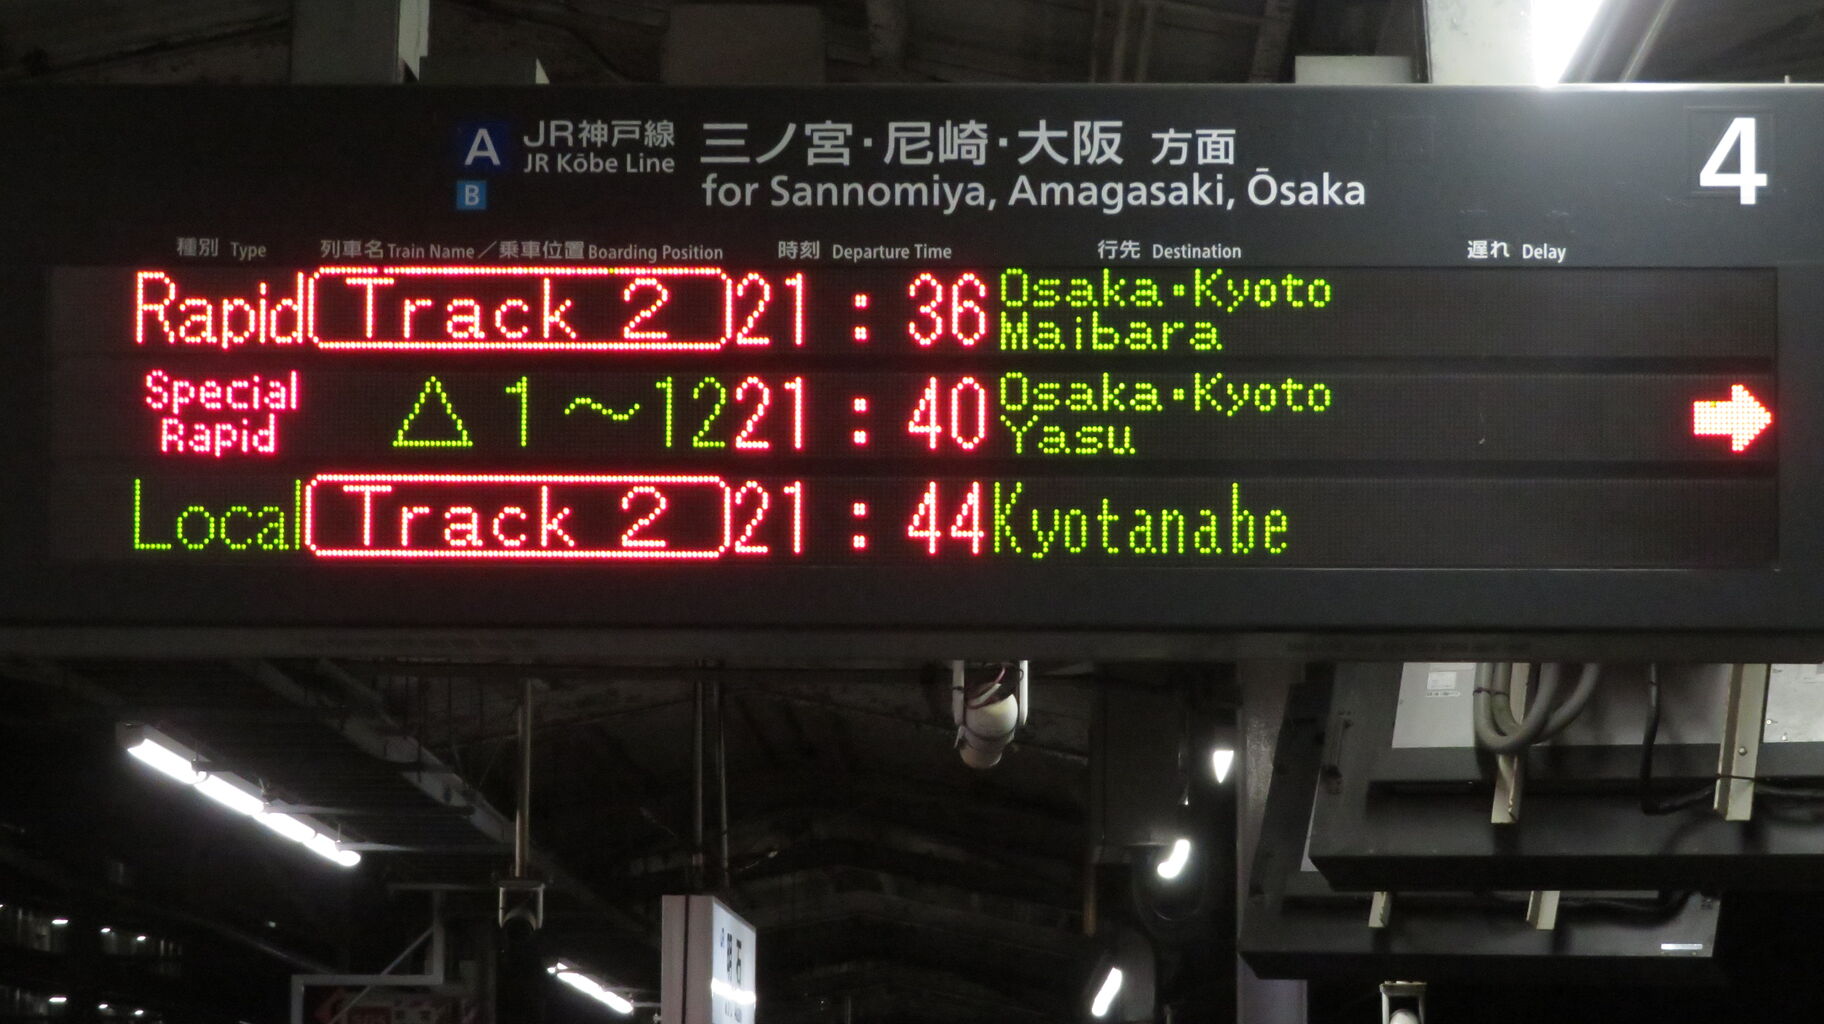 A JR神戸線 三ノ宮・尼崎・大阪 方面 4
JR Kōbe Line for Sannomiya, Amagasaki, Ōsaka
B
種別 Type 列車名 Train Name／乗車位置 Boarding Position 時刻 Departure Time 行先 Destination 遅れ Delay
Rapid Track 2 21:36 Osaka・Kyoto
Maibara
Special
Rapid △ 1～12 21:40 Osaka・Kyoto
Yasu
Local Track 2 21:44 Kyotanabe
明石